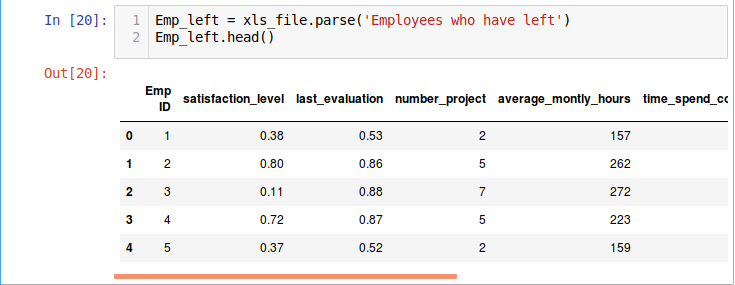 In [20]:
1 Emp_left = xls_file.parse('Employees who have left')
2 Emp_left.head()
Out[20]:
Emp ID satisfaction_level last_evaluation number_project average_montly_hours time_spend_co
0 1 0.38 0.53 2 157
1 2 0.80 0.86 5 262
2 3 0.11 0.88 7 272
3 4 0.72 0.87 5 223
4 5 0.37 0.52 2 159